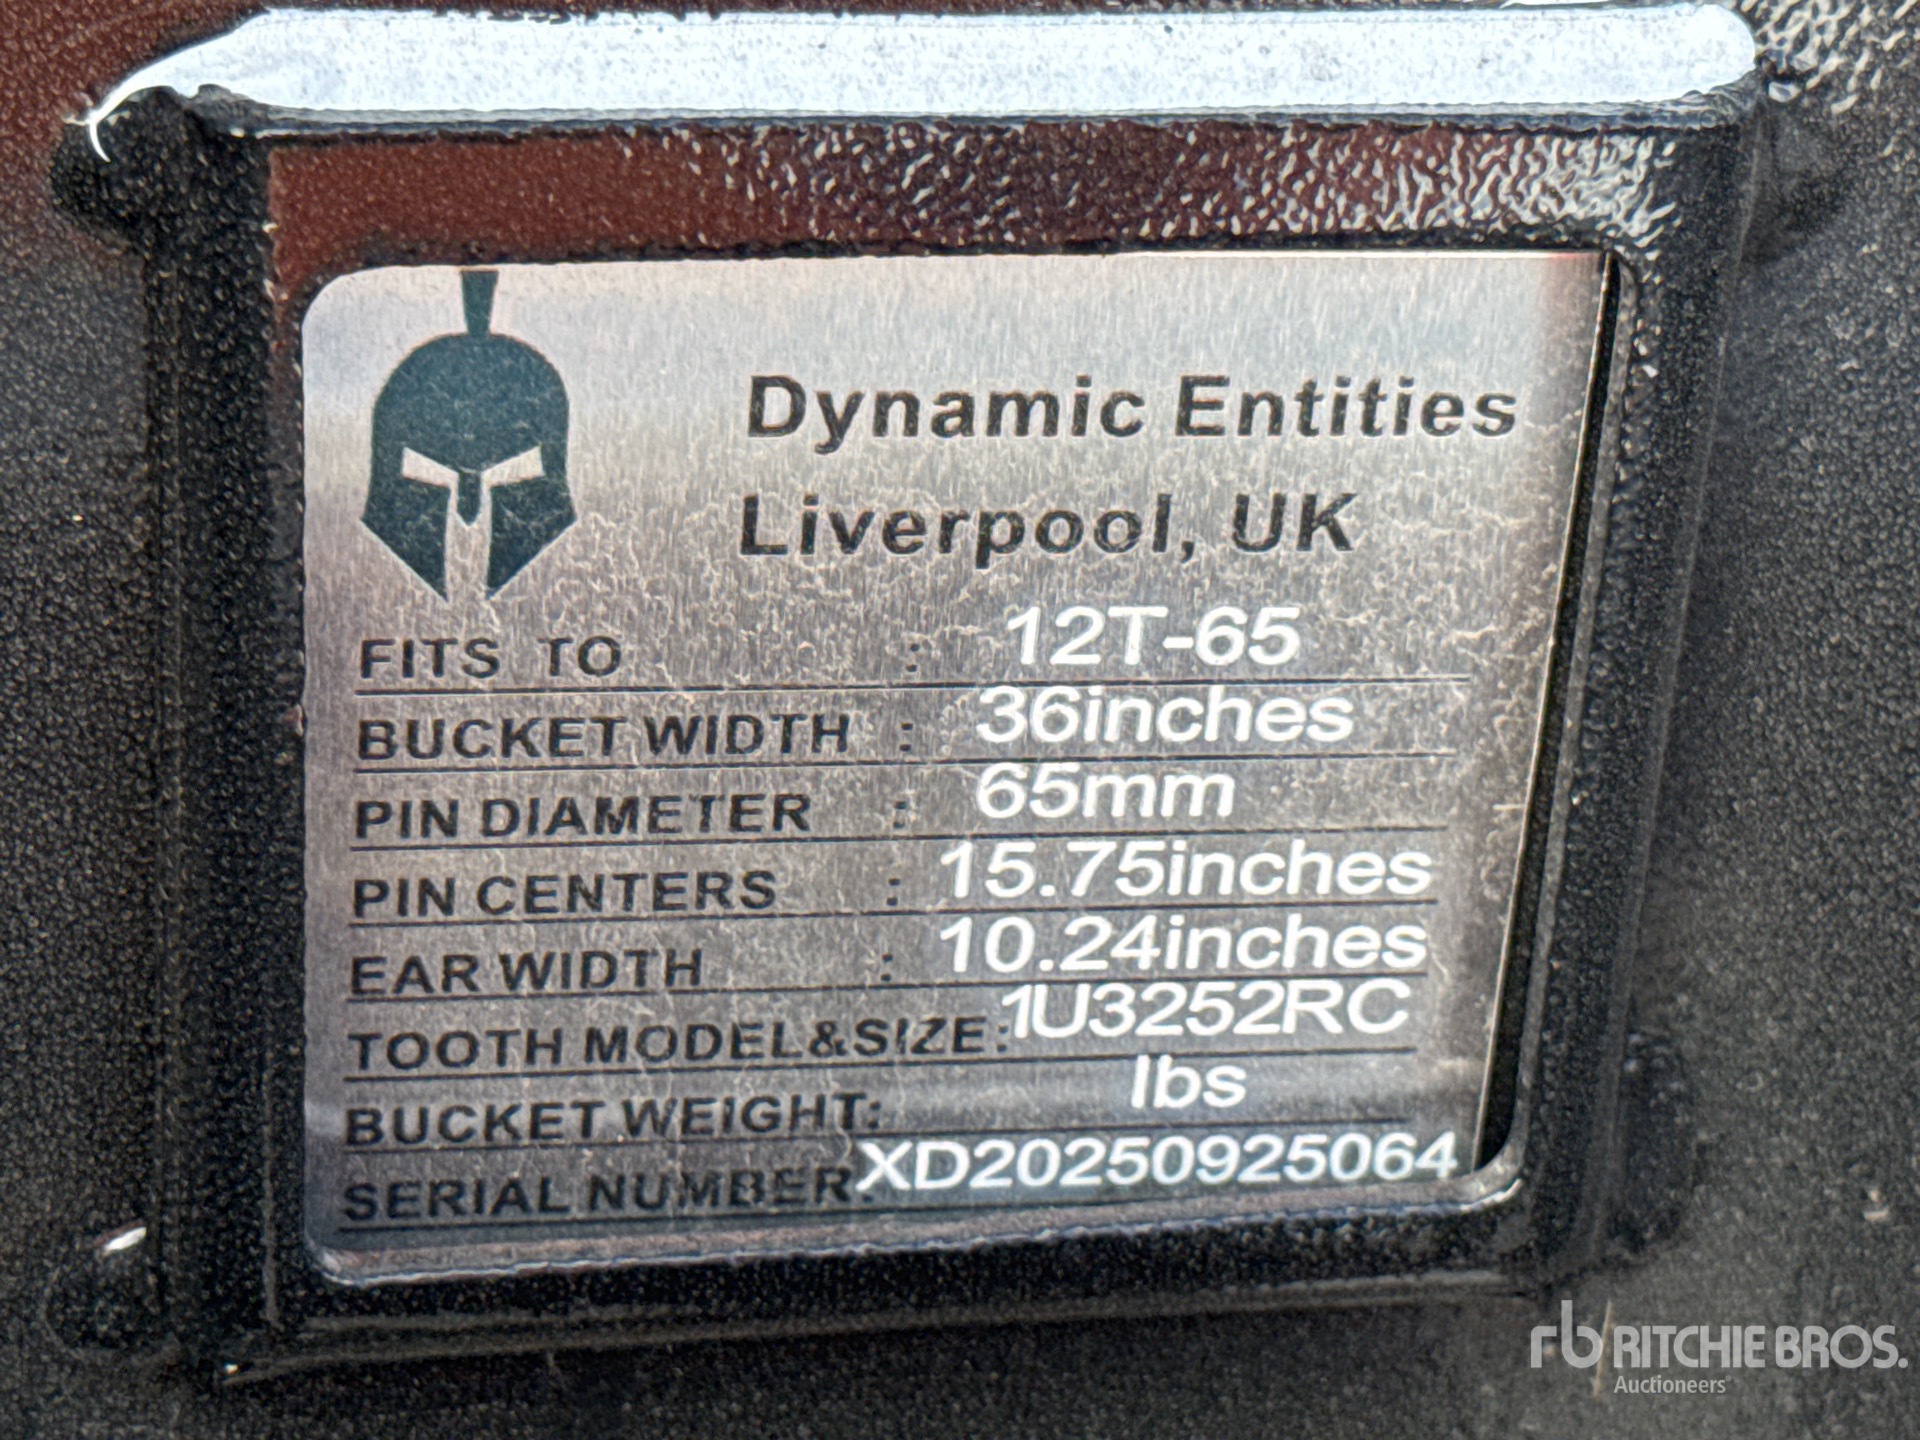 Dynamic Entities
Liverpool, UK
FITS TO : 12T-65
BUCKET WIDTH : 36inches
PIN DIAMETER : 65mm
PIN CENTERS : 15.75inches
EAR WIDTH : 10.24inches
TOOTH MODEL&SIZE: 1U3252RC
BUCKET WEIGHT: lbs
SERIAL NUMBER: XD20250925064
rb RITCHIE BROS.
Auctioneers